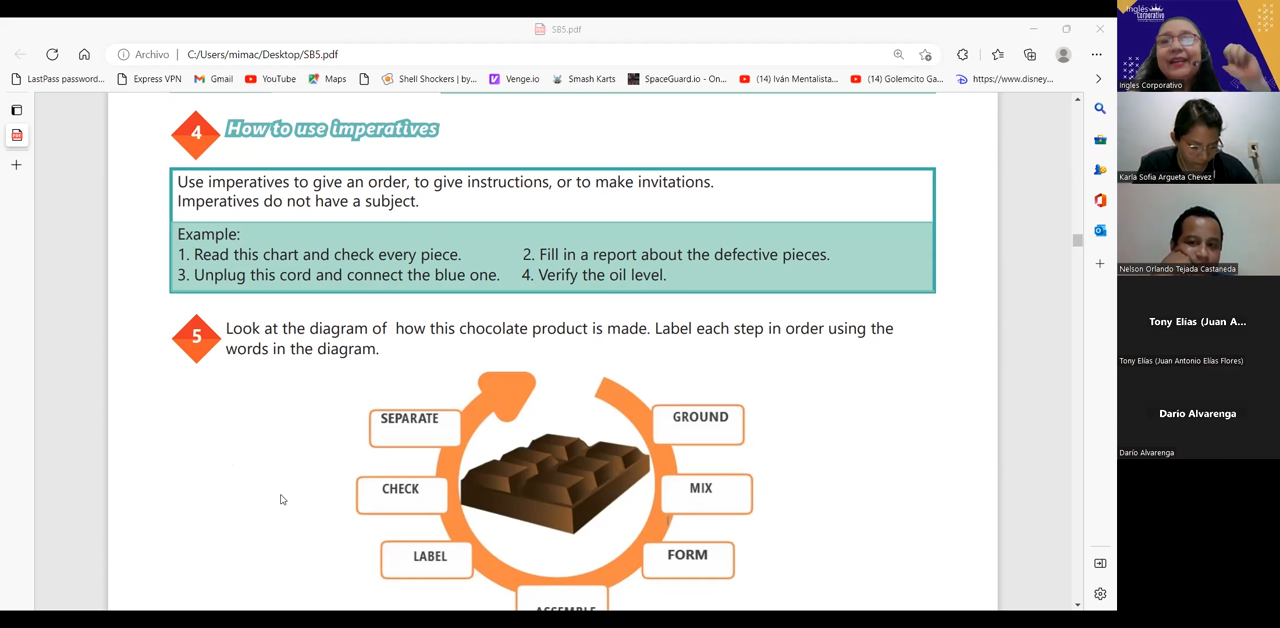 SB5.pdf
Archivo | C:/Users/mimac/Desktop/SB5.pdf
LastPass password...
Express VPN
Gmail
YouTube
Maps
Shell Shockers | by...
Venge.io
Smash Karts
SpaceGuard.io - On...
(14) Iván Mentalista...
(14) Golemcito Ga...
https://www.disney...
4
How to use imperatives
Use imperatives to give an order, to give instructions, or to make invitations.
Imperatives do not have a subject.
Example:
1. Read this chart and check every piece.
2. Fill in a report about the defective pieces.
3. Unplug this cord and connect the blue one.
4. Verify the oil level.
5
Look at the diagram of how this chocolate product is made. Label each step in order using the
words in the diagram.
SEPARATE
GROUND
CHECK
MIX
LABEL
FORM
ASSEMBLE
Inglés
Corporativo
Ingles Corporativo
Karla Sofia Argueta Chevez
Nelson Orlando Tejada Castaneda
Tony Elías (Juan A...
Tony Elías (Juan Antonio Elías Flores)
Dario Alvarenga
Darío Alvarenga